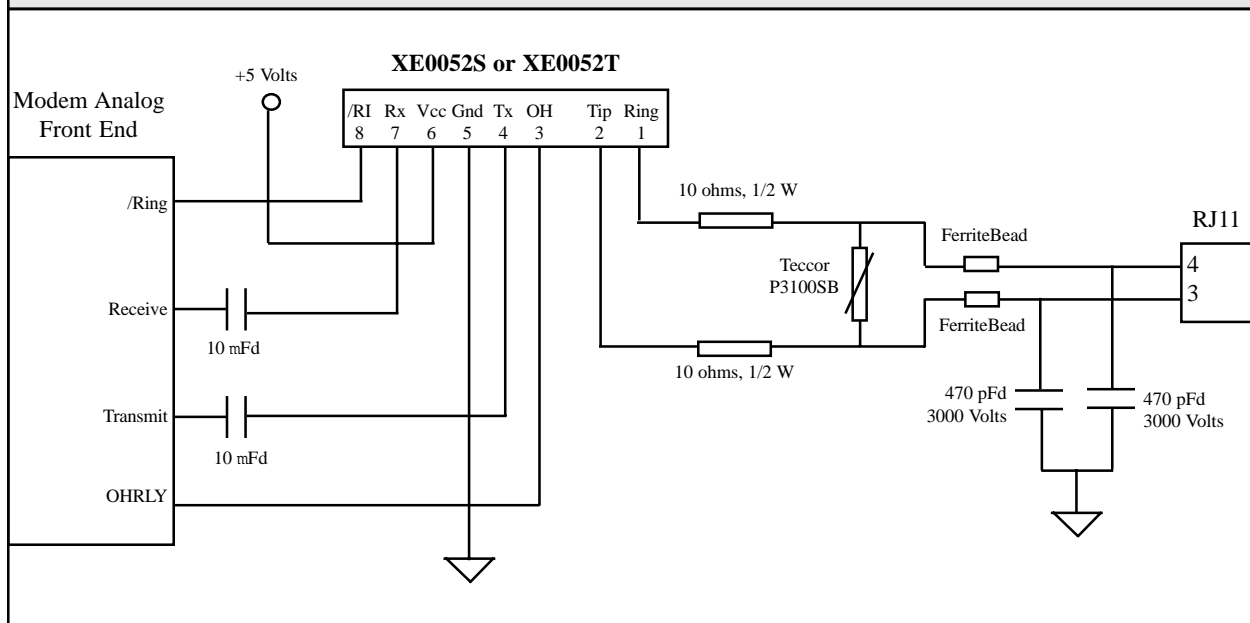 XE0052S or XE0052T
+5 Volts
Modem Analog
Front End
/RI Rx Vcc Gnd Tx OH Tip Ring
8 7 6 5 4 3 2 1
/Ring
10 ohms, 1/2 W
RJ11
FerriteBead
Teccor
P3100SB
4
3
Receive
10 mFd
FerriteBead
10 ohms, 1/2 W
470 pFd
3000 Volts
470 pFd
3000 Volts
Transmit
10 mFd
OHRLY